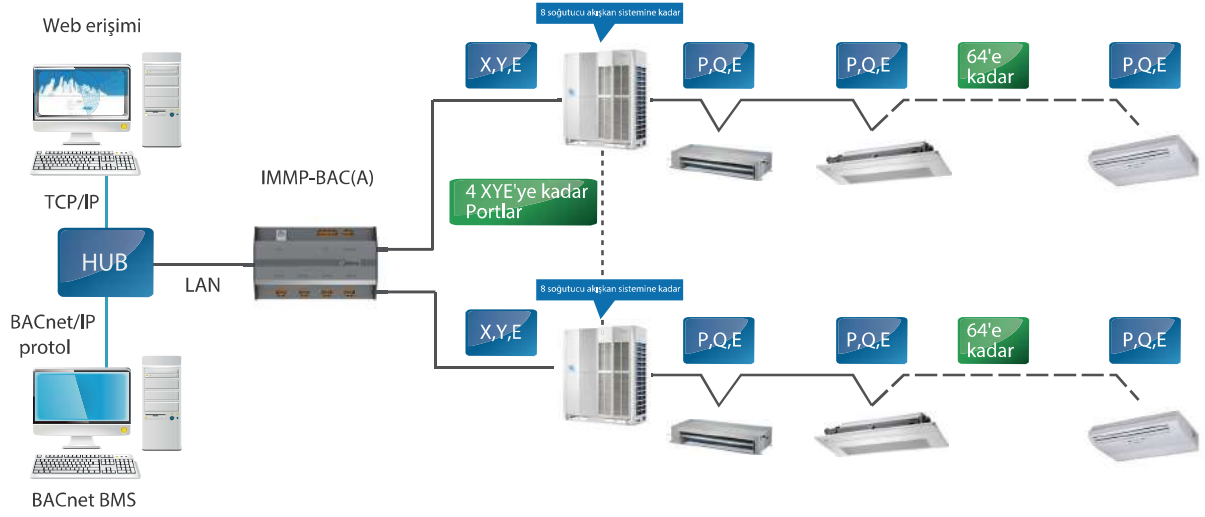 Web erişimi
8 soğutucu akışkan sistemine kadar
X,Y,E
P,Q,E
P,Q,E
64'e
kadar
P,Q,E
TCP/IP
IMMP-BAC(A)
4 XYE'ye kadar
Portlar
HUB
LAN
8 soğutucu akışkan sistemine kadar
BACnet/IP
protol
X,Y,E
P,Q,E
P,Q,E
64'e
kadar
P,Q,E
BACnet BMS